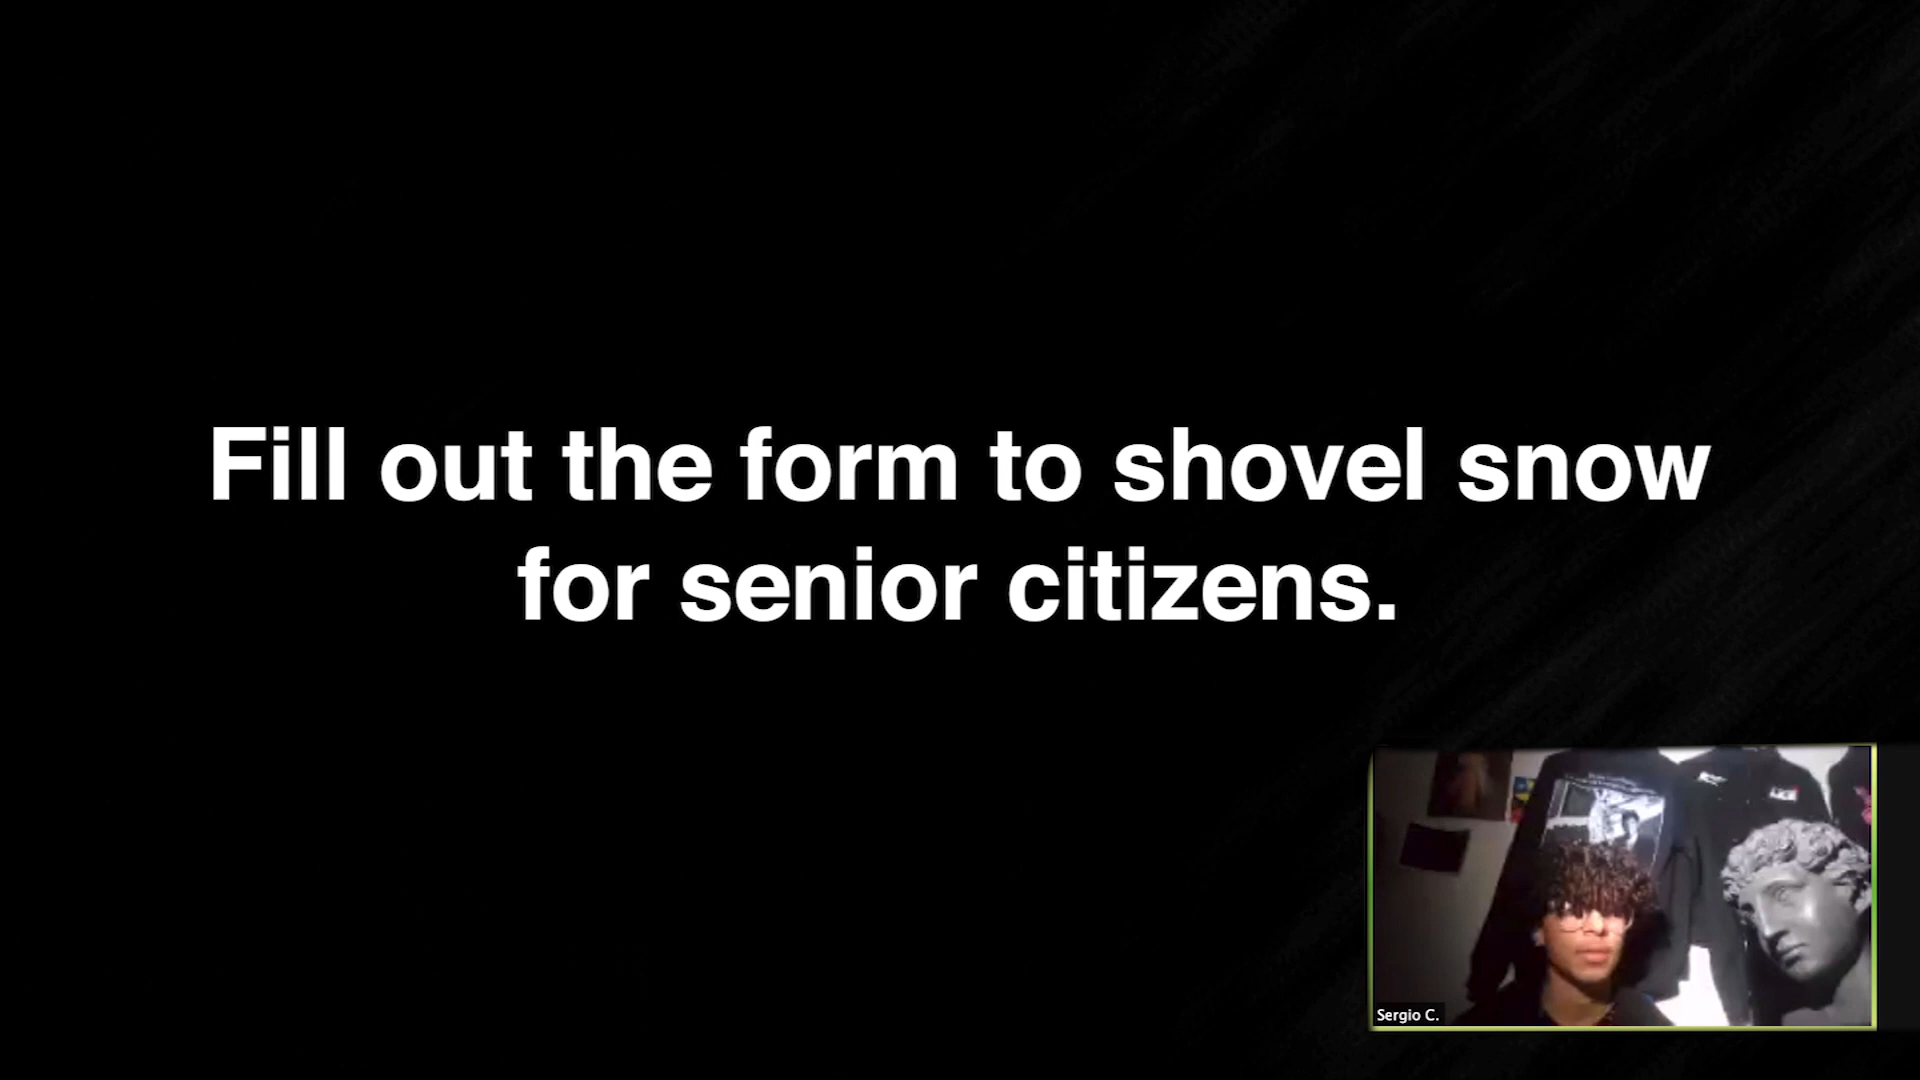 Fill out the form to shovel snow
for senior citizens.
Sergio C.